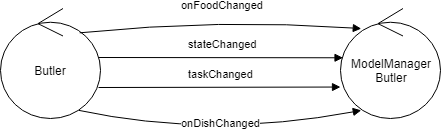 onFoodChanged
stateChanged
Butler
taskChanged
ModelManager
Butler
onDishChanged